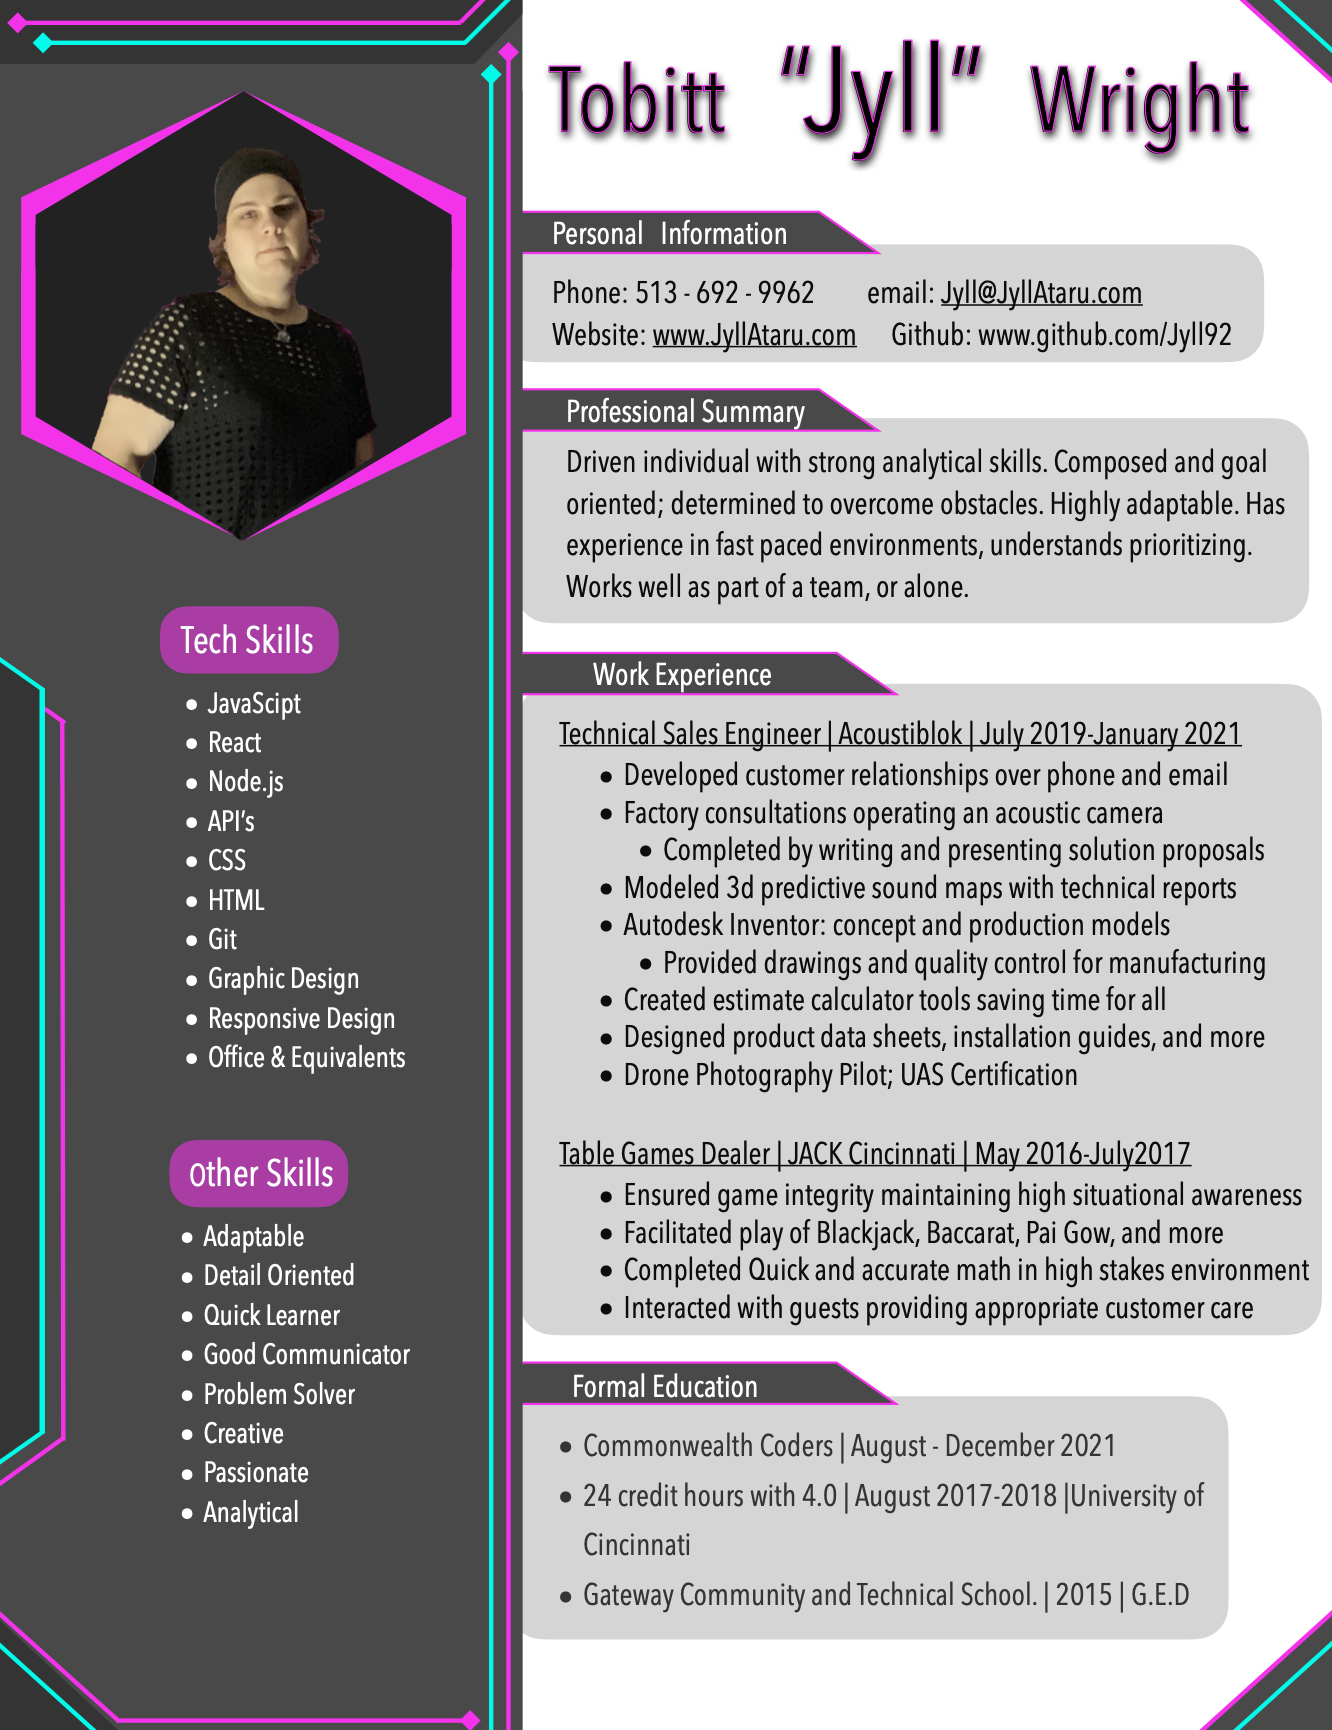 Tobitt “Jyll” Wright
Personal Information
Phone: 513 - 692 - 9962 email: Jyll@JyllAtaru.com
Website: www.JyllAtaru.com Github: www.github.com/Jyll92
Professional Summary
Driven individual with strong analytical skills. Composed and goal
oriented; determined to overcome obstacles. Highly adaptable. Has
experience in fast paced environments, understands prioritizing.
Works well as part of a team, or alone.
Tech Skills
• JavaScipt
• React
• Node.js
• API’s
• CSS
• HTML
• Git
• Graphic Design
• Responsive Design
• Office & Equivalents
Other Skills
• Adaptable
• Detail Oriented
• Quick Learner
• Good Communicator
• Problem Solver
• Creative
• Passionate
• Analytical
Work Experience
Technical Sales Engineer | Acoustiblok | July 2019-January 2021
• Developed customer relationships over phone and email
• Factory consultations operating an acoustic camera
• Completed by writing and presenting solution proposals
• Modeled 3d predictive sound maps with technical reports
• Autodesk Inventor: concept and production models
• Provided drawings and quality control for manufacturing
• Created estimate calculator tools saving time for all
• Designed product data sheets, installation guides, and more
• Drone Photography Pilot; UAS Certification
Table Games Dealer | JACK Cincinnati | May 2016-July2017
• Ensured game integrity maintaining high situational awareness
• Facilitated play of Blackjack, Baccarat, Pai Gow, and more
• Completed Quick and accurate math in high stakes environment
• Interacted with guests providing appropriate customer care
Formal Education
• Commonwealth Coders | August - December 2021
• 24 credit hours with 4.0 | August 2017-2018 |University of
Cincinnati
• Gateway Community and Technical School. | 2015 | G.E.D